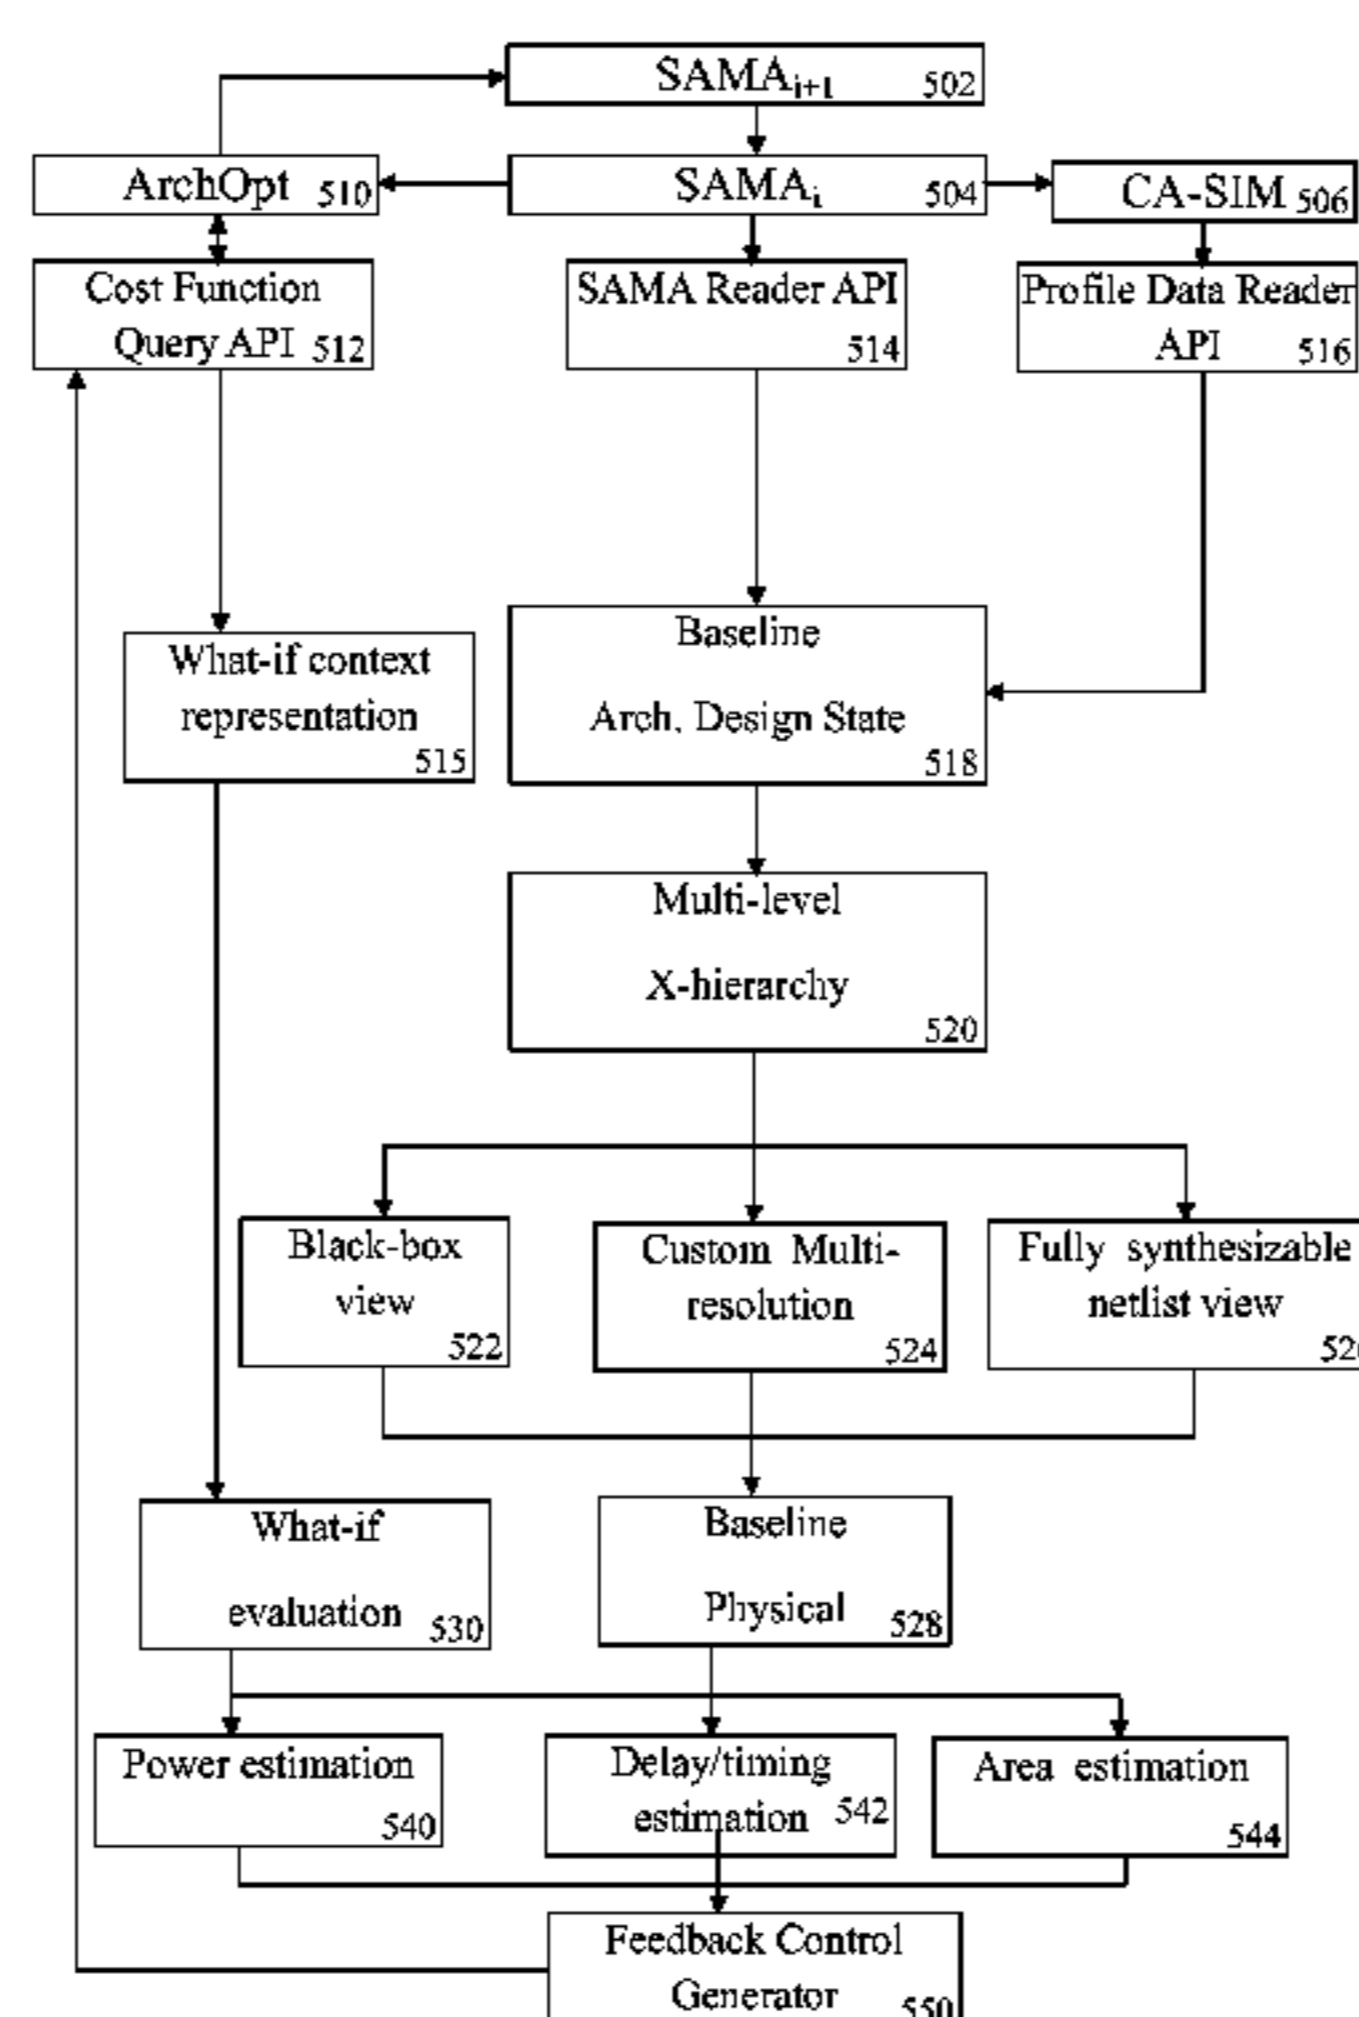 SAMAi+1 502
ArchOpt 510
SAMAi 504
CA-SIM 506
Cost Function
Query API 512
SAMA Reader API
514
Profile Data Reader
API 516
What-if context
representation
515
Baseline
Arch. Design State
518
Multi-level
X-hierarchy
520
Black-box
view
522
Custom Multi-
resolution
524
Fully synthesizable
netlist view
What-if
evaluation 530
Baseline
Physical 528
Power estimation
540
Delay/timing
estimation 542
Area estimation
544
Feedback Control
Generator 550